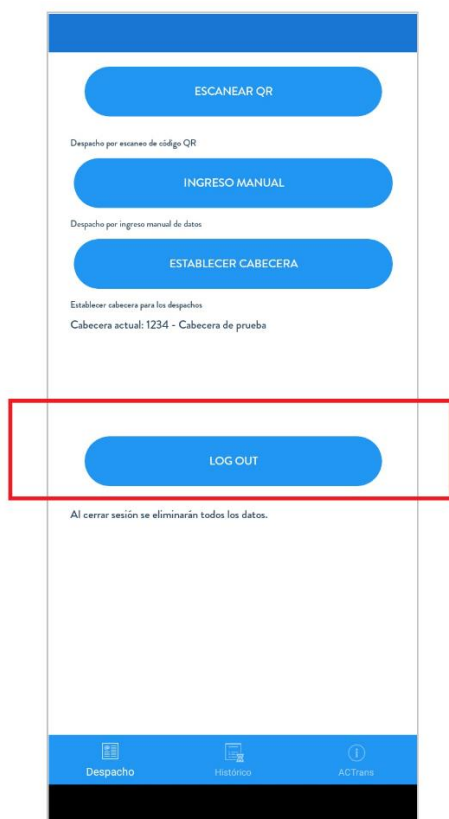 ESCANEAR QR
Despacho por escaneo de código QR
INGRESO MANUAL
Despacho por ingreso manual de datos
ESTABLECER CABECERA
Establecer cabecera para los despachos
Cabecera actual: 1234 - Cabecera de prueba
LOG OUT
Al cerrar sesión se eliminarán todos los datos.
Despacho
Histórico
ACTrans